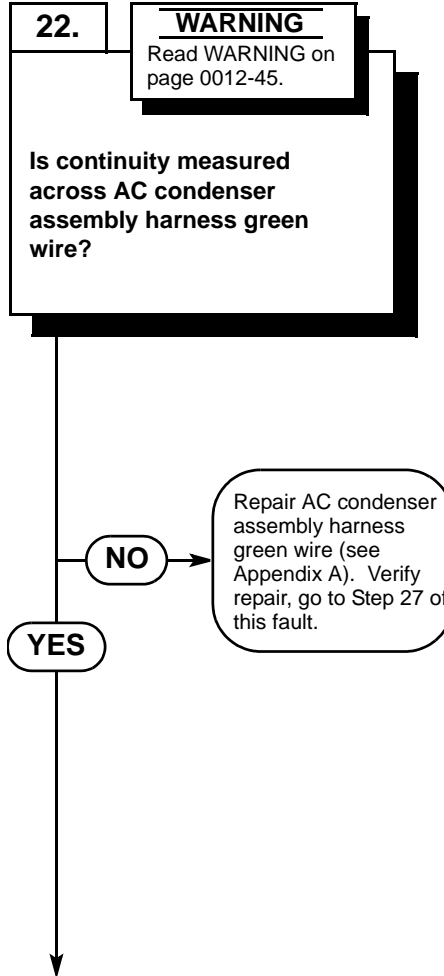 22.
WARNING
Read WARNING on
page 0012-45.
Is continuity measured
across AC condenser
assembly harness green
wire?
NO
Repair AC condenser
assembly harness
green wire (see
Appendix A).  Verify
repair, go to Step 27 of
this fault.
YES